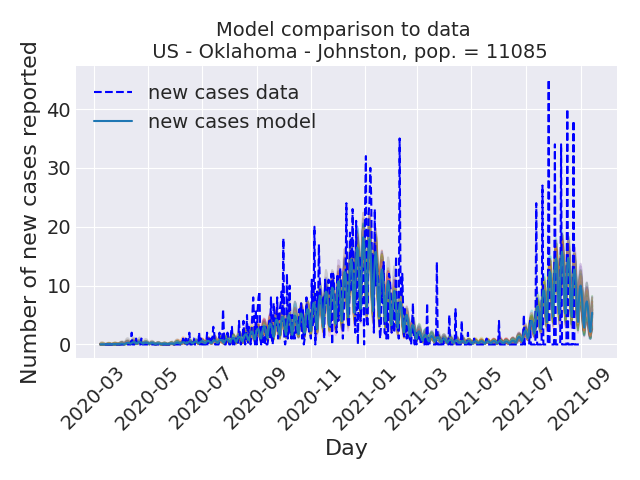 Model comparison to data
US - Oklahoma - Johnston, pop. = 11085
Number of new cases reported
new cases data
new cases model
40
30
20
10
0
2020-03
2020-05
2020-07
2020-09
2020-11
2021-01
2021-03
2021-05
2021-07
2021-09
Day